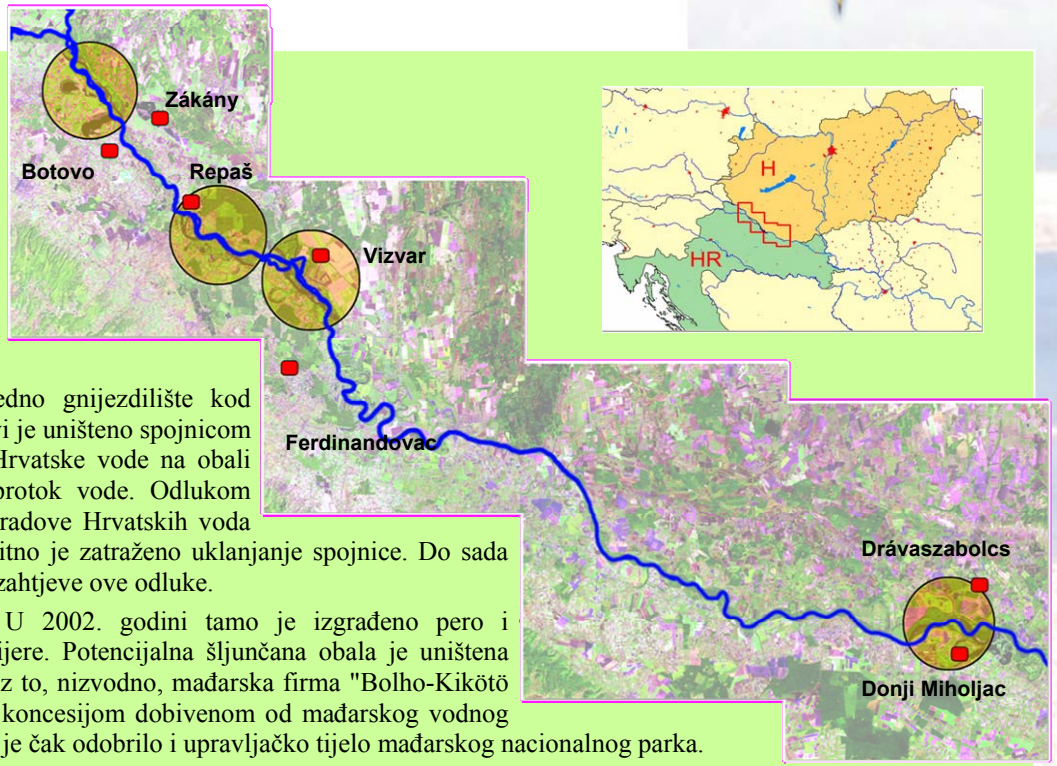 Zákány
Botovo
Repaš
Vizvar
H
HR
Ferdinandovac
edno gnijezdilište kod
vi je uništeno spojnicom
Hrvatske vode na obali
protok vode. Odlukom
radove Hrvatskih voda
itno je zatraženo uklanjanje spojnice. Do sada
zahtjeve ove odluke.
U 2002. godini tamo je izgrađeno pero i
ijere. Potencijalna šljunčana obala je uništena
z to, nizvodno, mađarska firma "Bolho-Kikötö
koncesijom dobivenom od mađarskog vodnog
je čak odobrilo i upravljačko tijelo mađarskog nacionalnog parka.
Drávaszabolcs
Donji Miholjac